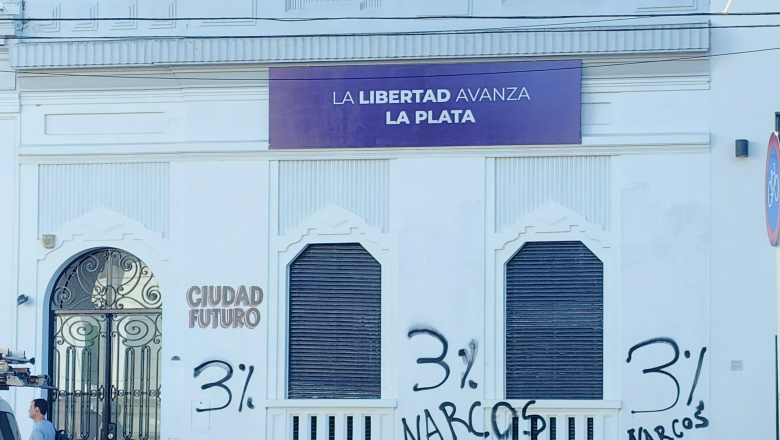 LA LIBERTAD AVANZA
LA PLATA
CIUDAD
FUTURO
3%
3%
NARCOS
3%
NARCOS